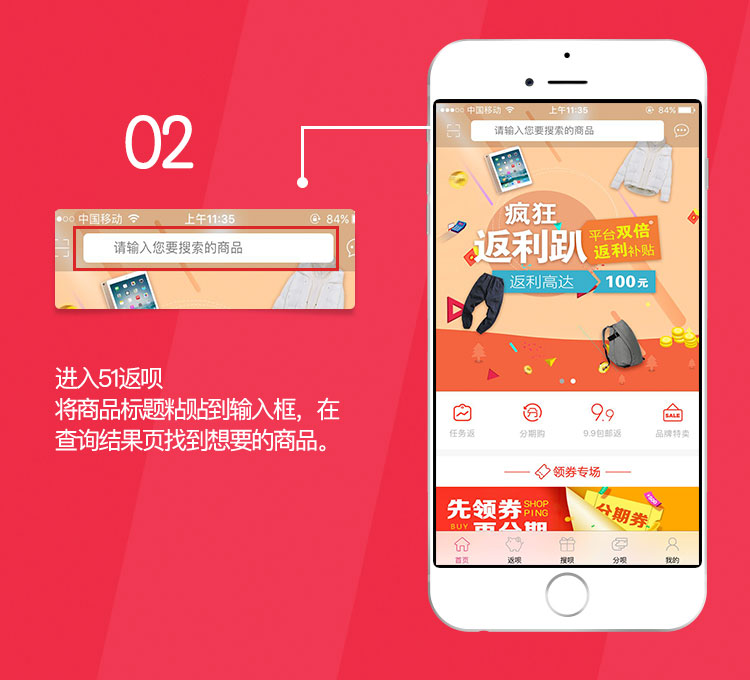 02
中国移动
上午11:35
84%
请输入您要搜索的商品
进入51返呗
将商品标题粘贴到输入框，在
查询结果页找到想要的商品。
中国移动
上午11:35
84%
请输入您要搜索的商品
疯狂
返利趴
平台双倍
返利补贴
返利高达
100元
任务返
分期购
9.9
9.9包邮返
SALE
品牌特卖
领券专场
先领券
SHOP
PING
BUY
再分期
分期券
首页
返呗
搜呗
分呗
我的